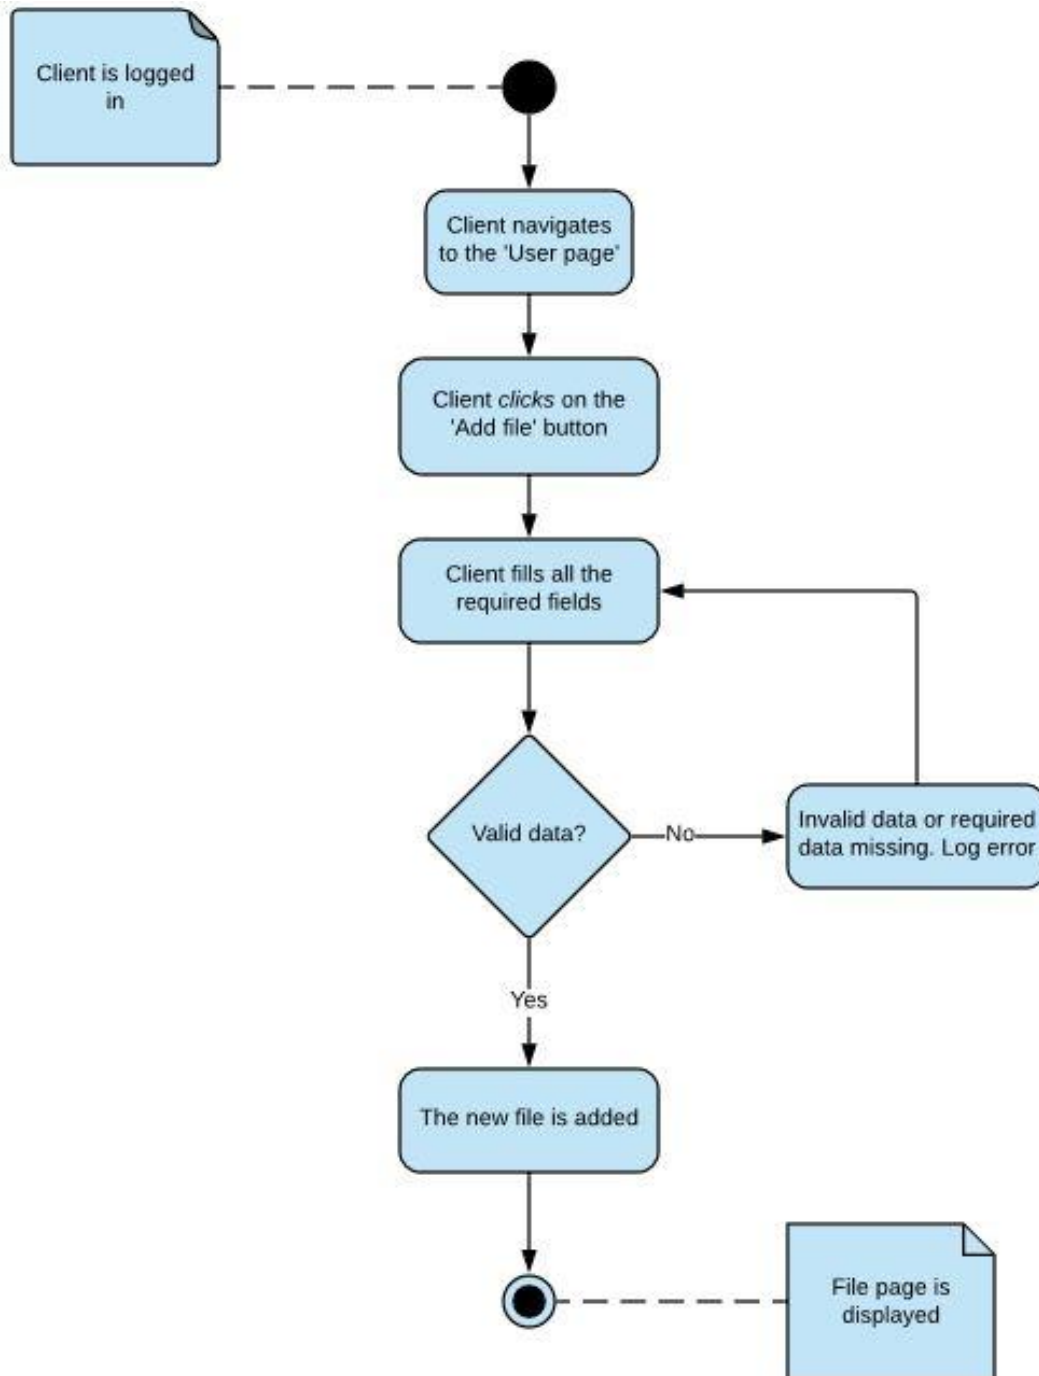 Client is logged
in
Client navigates
to the 'User page'
Client clicks on the
'Add file' button
Client fills all the
required fields
Valid data?
No
Invalid data or required
data missing. Log error
Yes
The new file is added
File page is
displayed